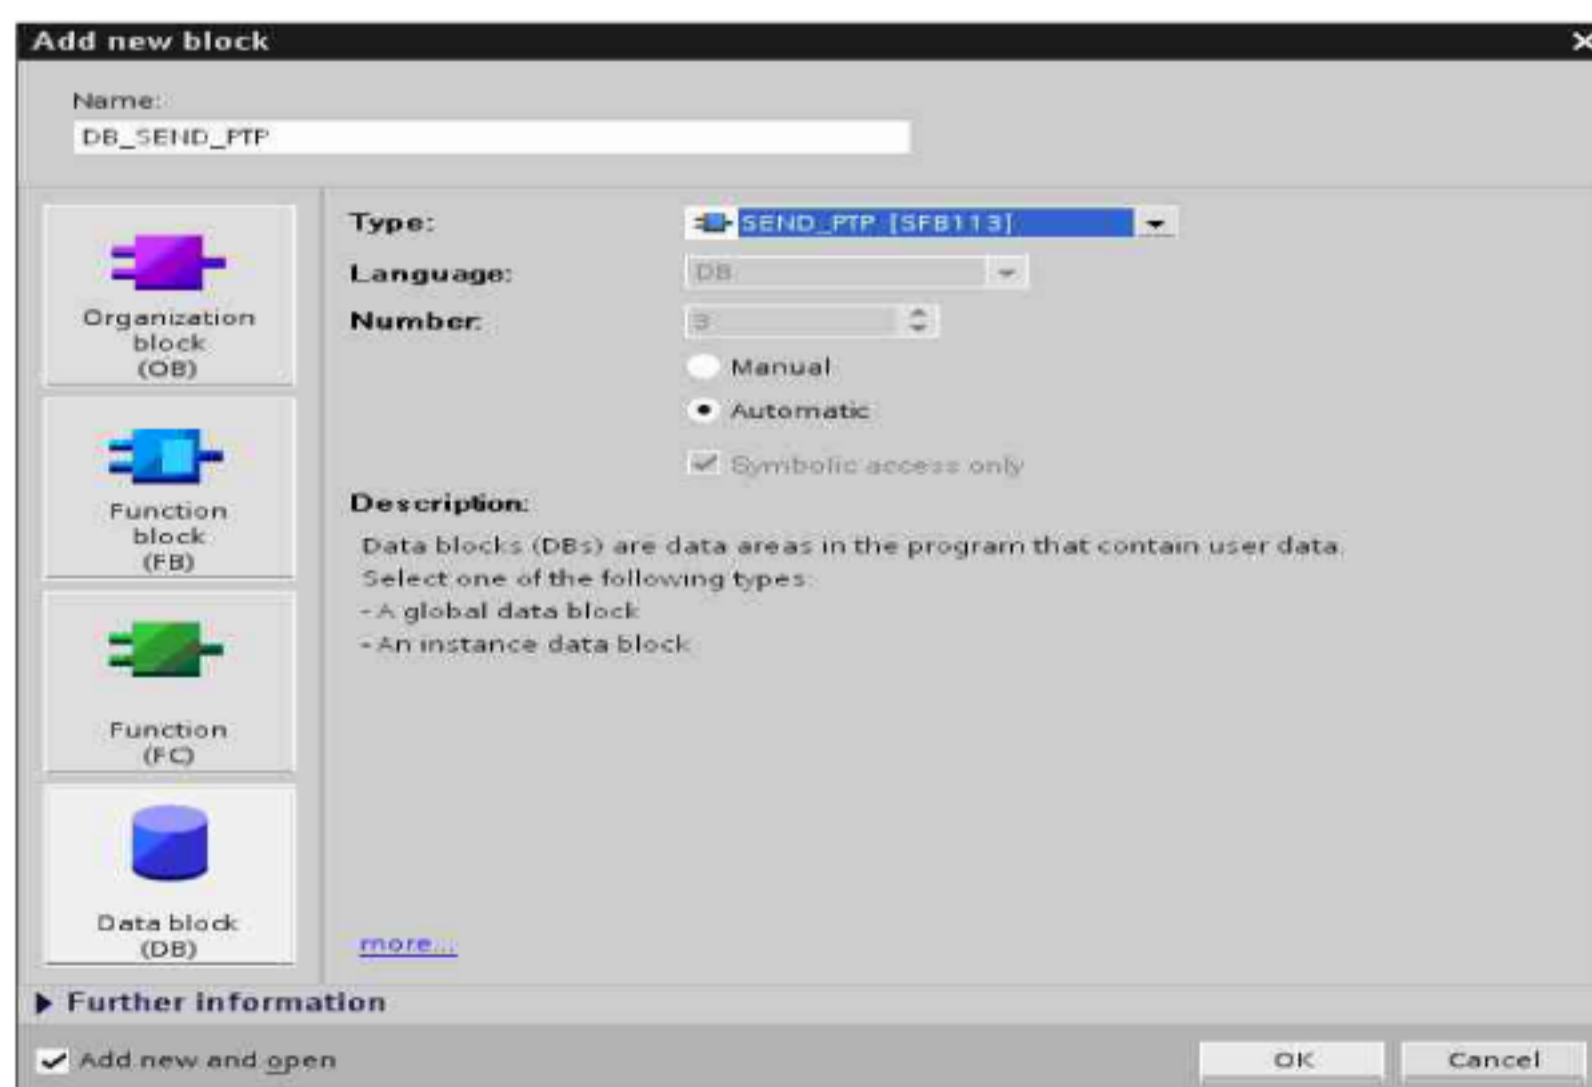 Add new block
Name:
DB_SEND_PTP
Organization
block
(OB)
Function
block
(FB)
Function
(FC)
Data block
(DB)
Type:
SEND_PTP [SFB113]
Language:
DB
Number:
3
Manual
Automatic
Symbolic access only
Description:
Data blocks (DBs) are data areas in the program that contain user data.
Select one of the following types:
- A global data block
- An instance data block
more...
Further information
Add new and open
OK
Cancel